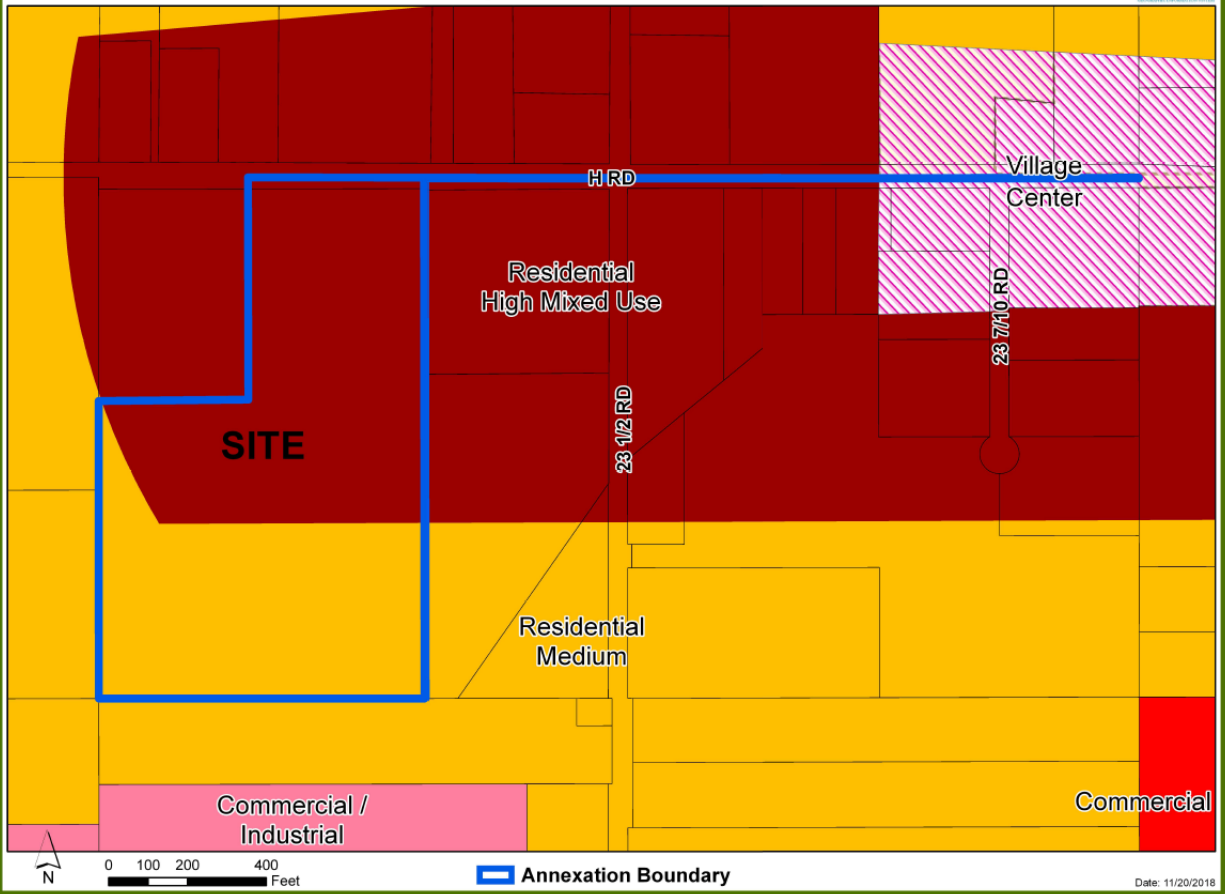 Village
Center
H RD
Residential
High Mixed Use
23 7/10 RD
23 1/2 RD
SITE
Residential
Medium
Commercial /
Industrial
Commercial
N
0 100 200 400
Feet
Annexation Boundary
Date: 11/20/2018